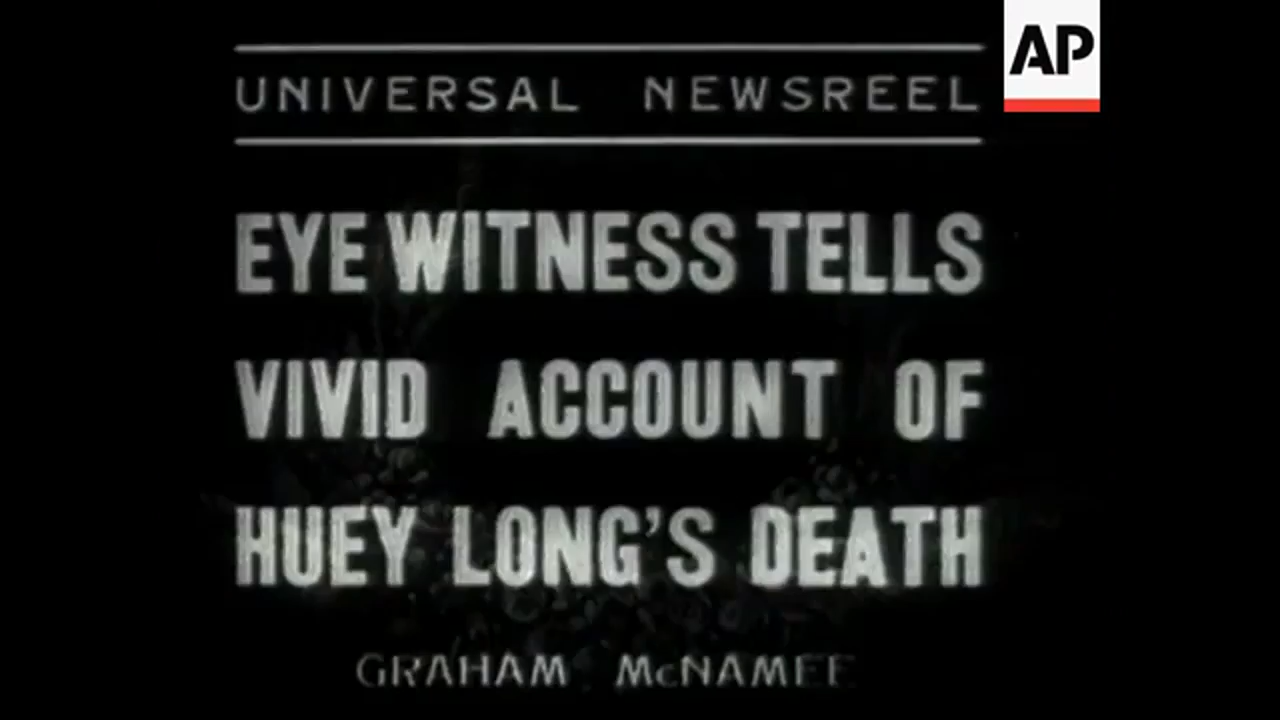 AP
UNIVERSAL NEWSREEL
EYE WITNESS TELLS
VIVID ACCOUNT OF
HUEY LONG'S DEATH
GRAHAM McNAMEE